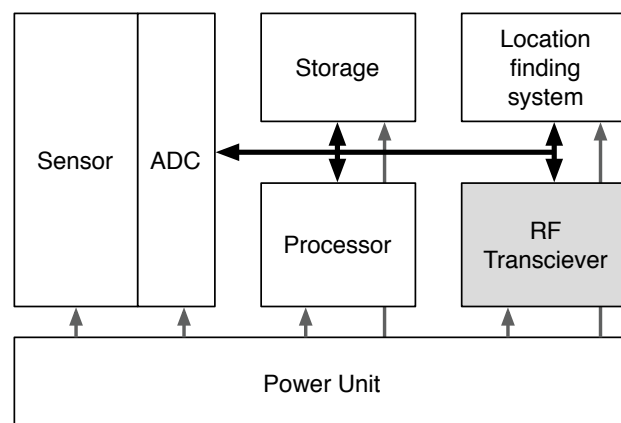 Storage
Location
finding
system
Sensor
ADC
Processor
RF
Transciever
Power Unit